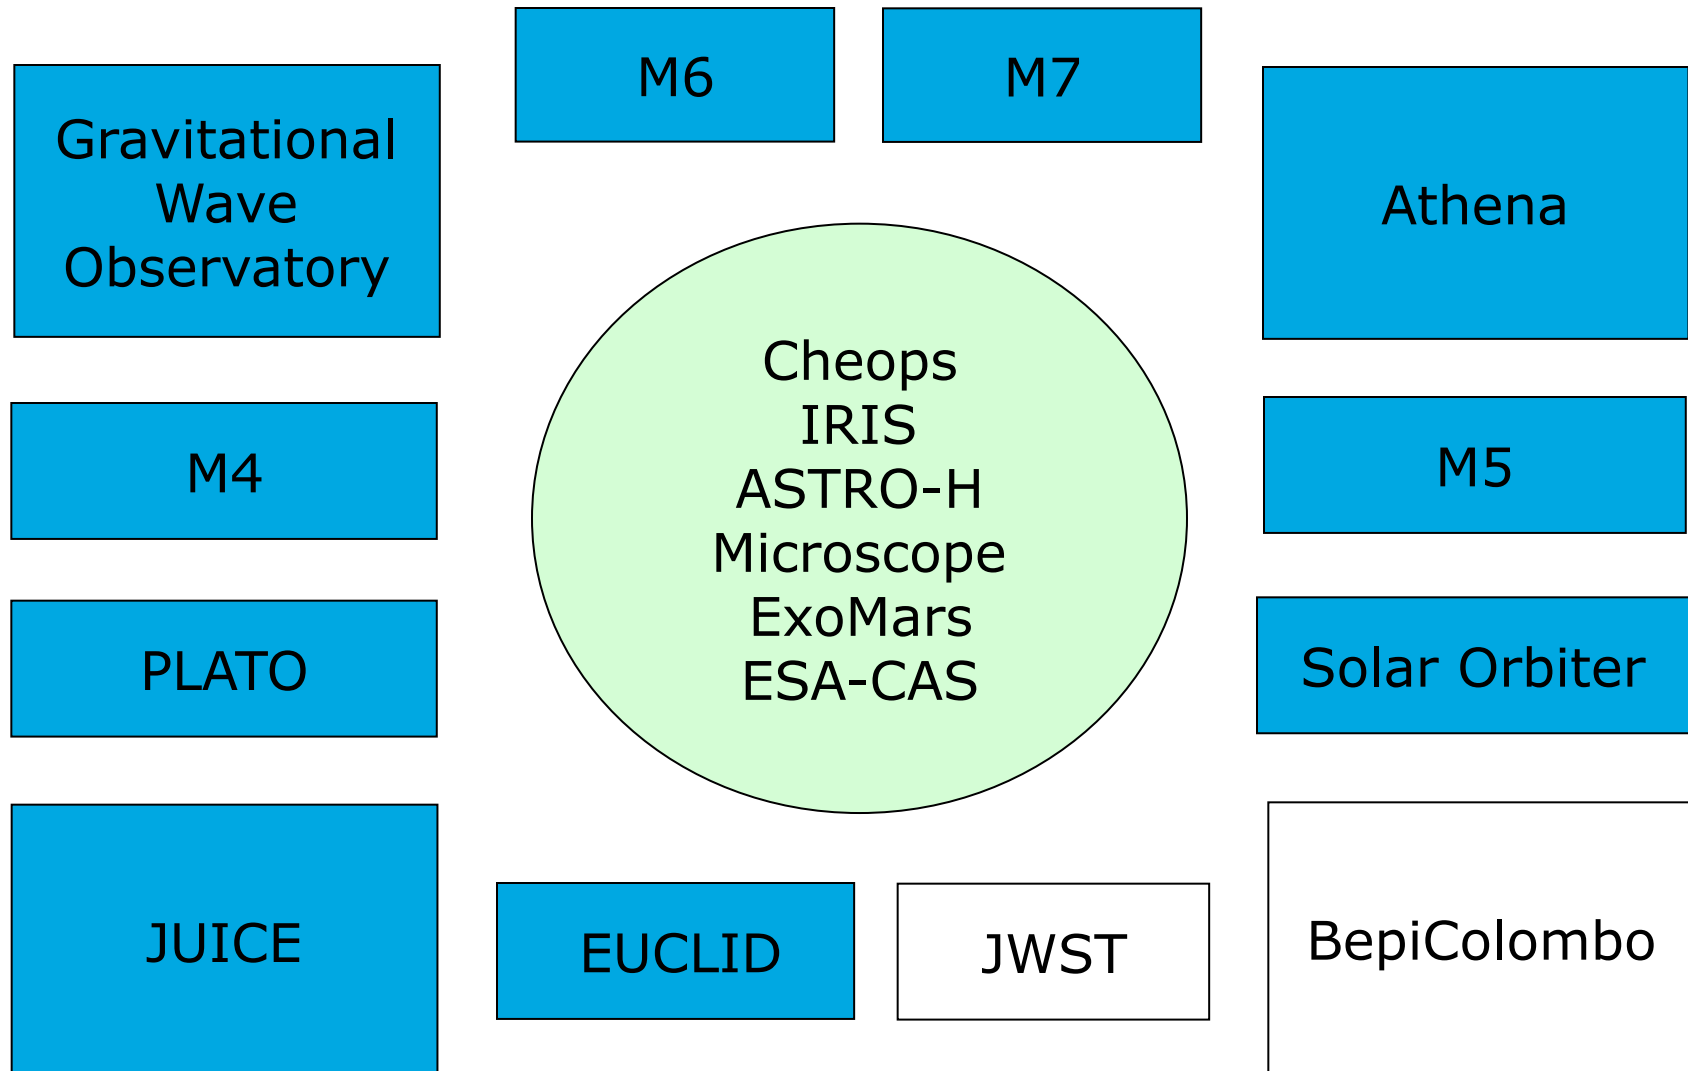 M6
M7
Gravitational
Wave
Observatory
Athena
Cheops
IRIS
ASTRO-H
Microscope
ExoMars
ESA-CAS
M4
M5
PLATO
Solar Orbiter
JUICE
EUCLID
JWST
BepiColombo